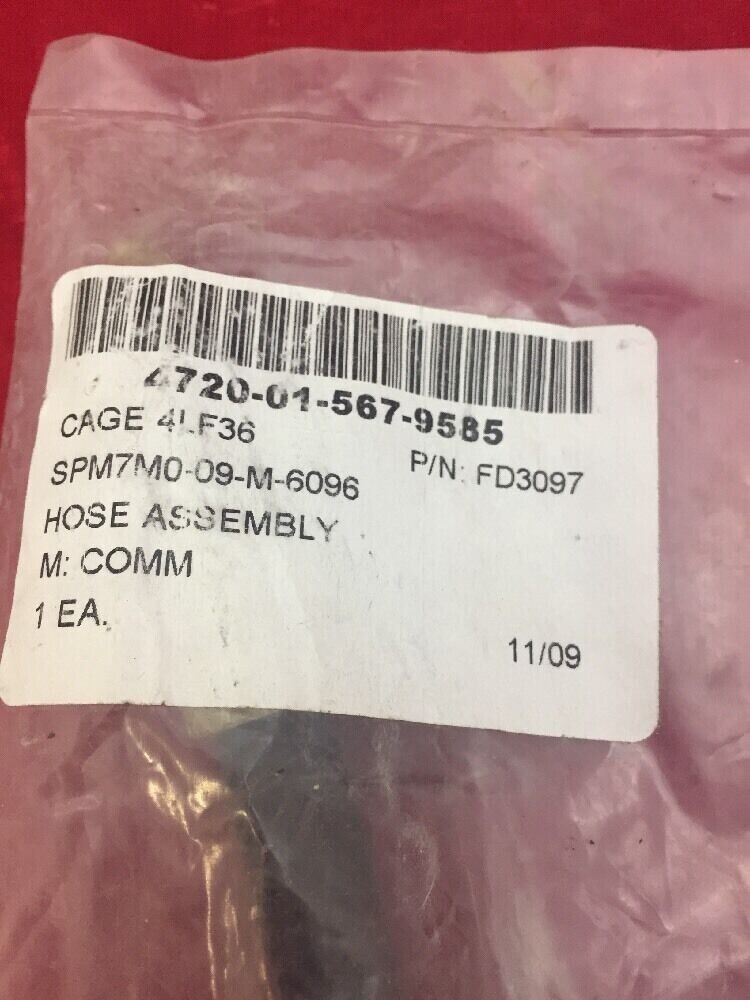 4720-01-567-9585
CAGE 4LF36
P/N: FD3097
SPM7M0-09-M-6096
HOSE ASSEMBLY
M: COMM
1 EA.
11/09